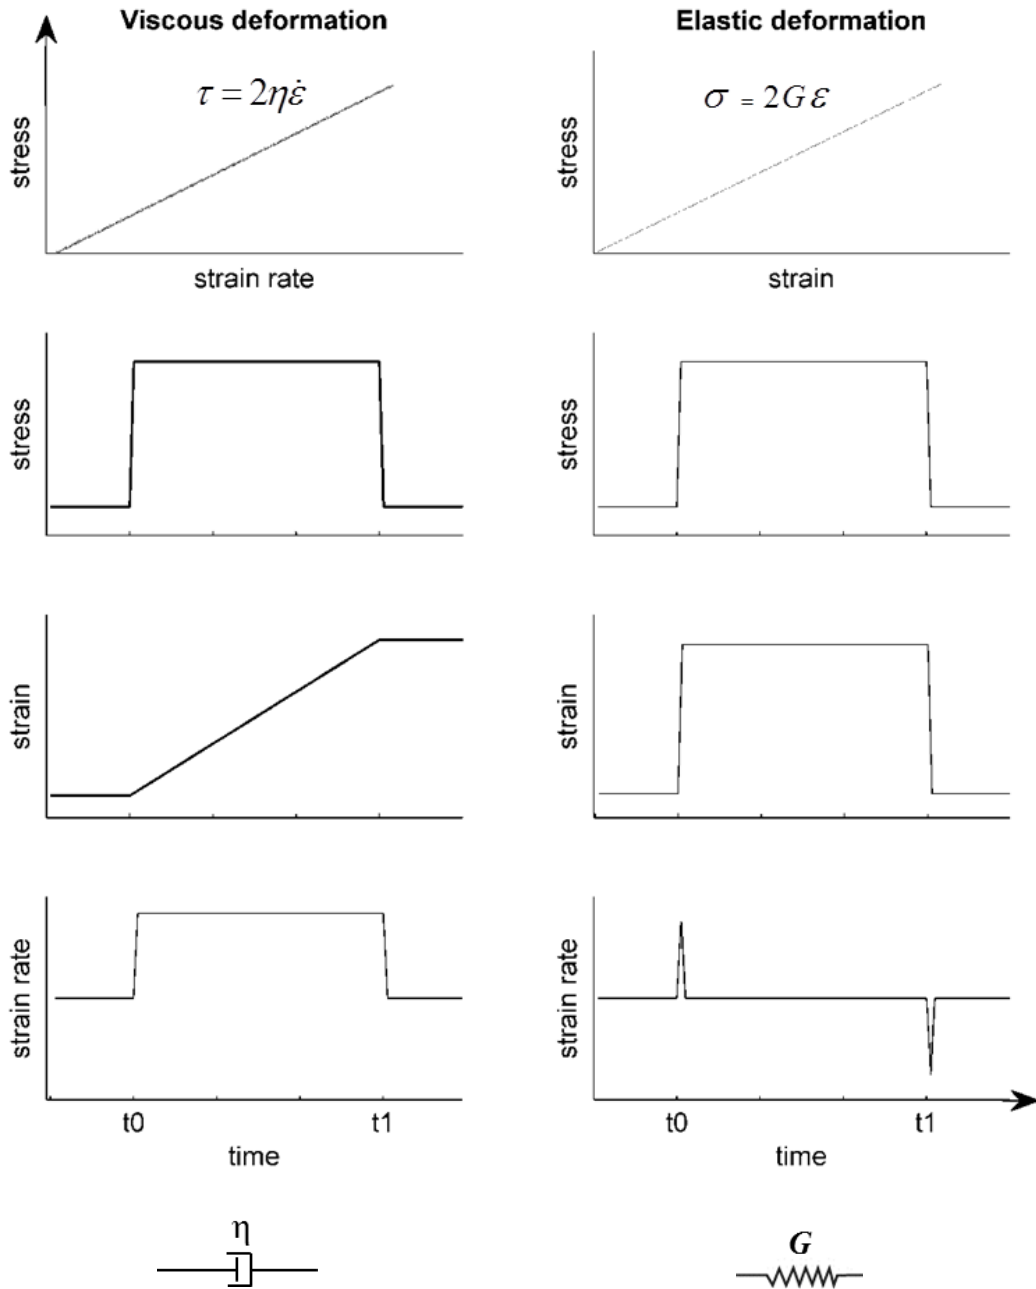 Viscous deformation
stress
τ = 2ηε̇
strain rate
stress
strain
strain rate
t0 t1
time
η
Elastic deformation
stress
σ = 2Gε
strain
stress
strain
strain rate
t0 t1
time
G